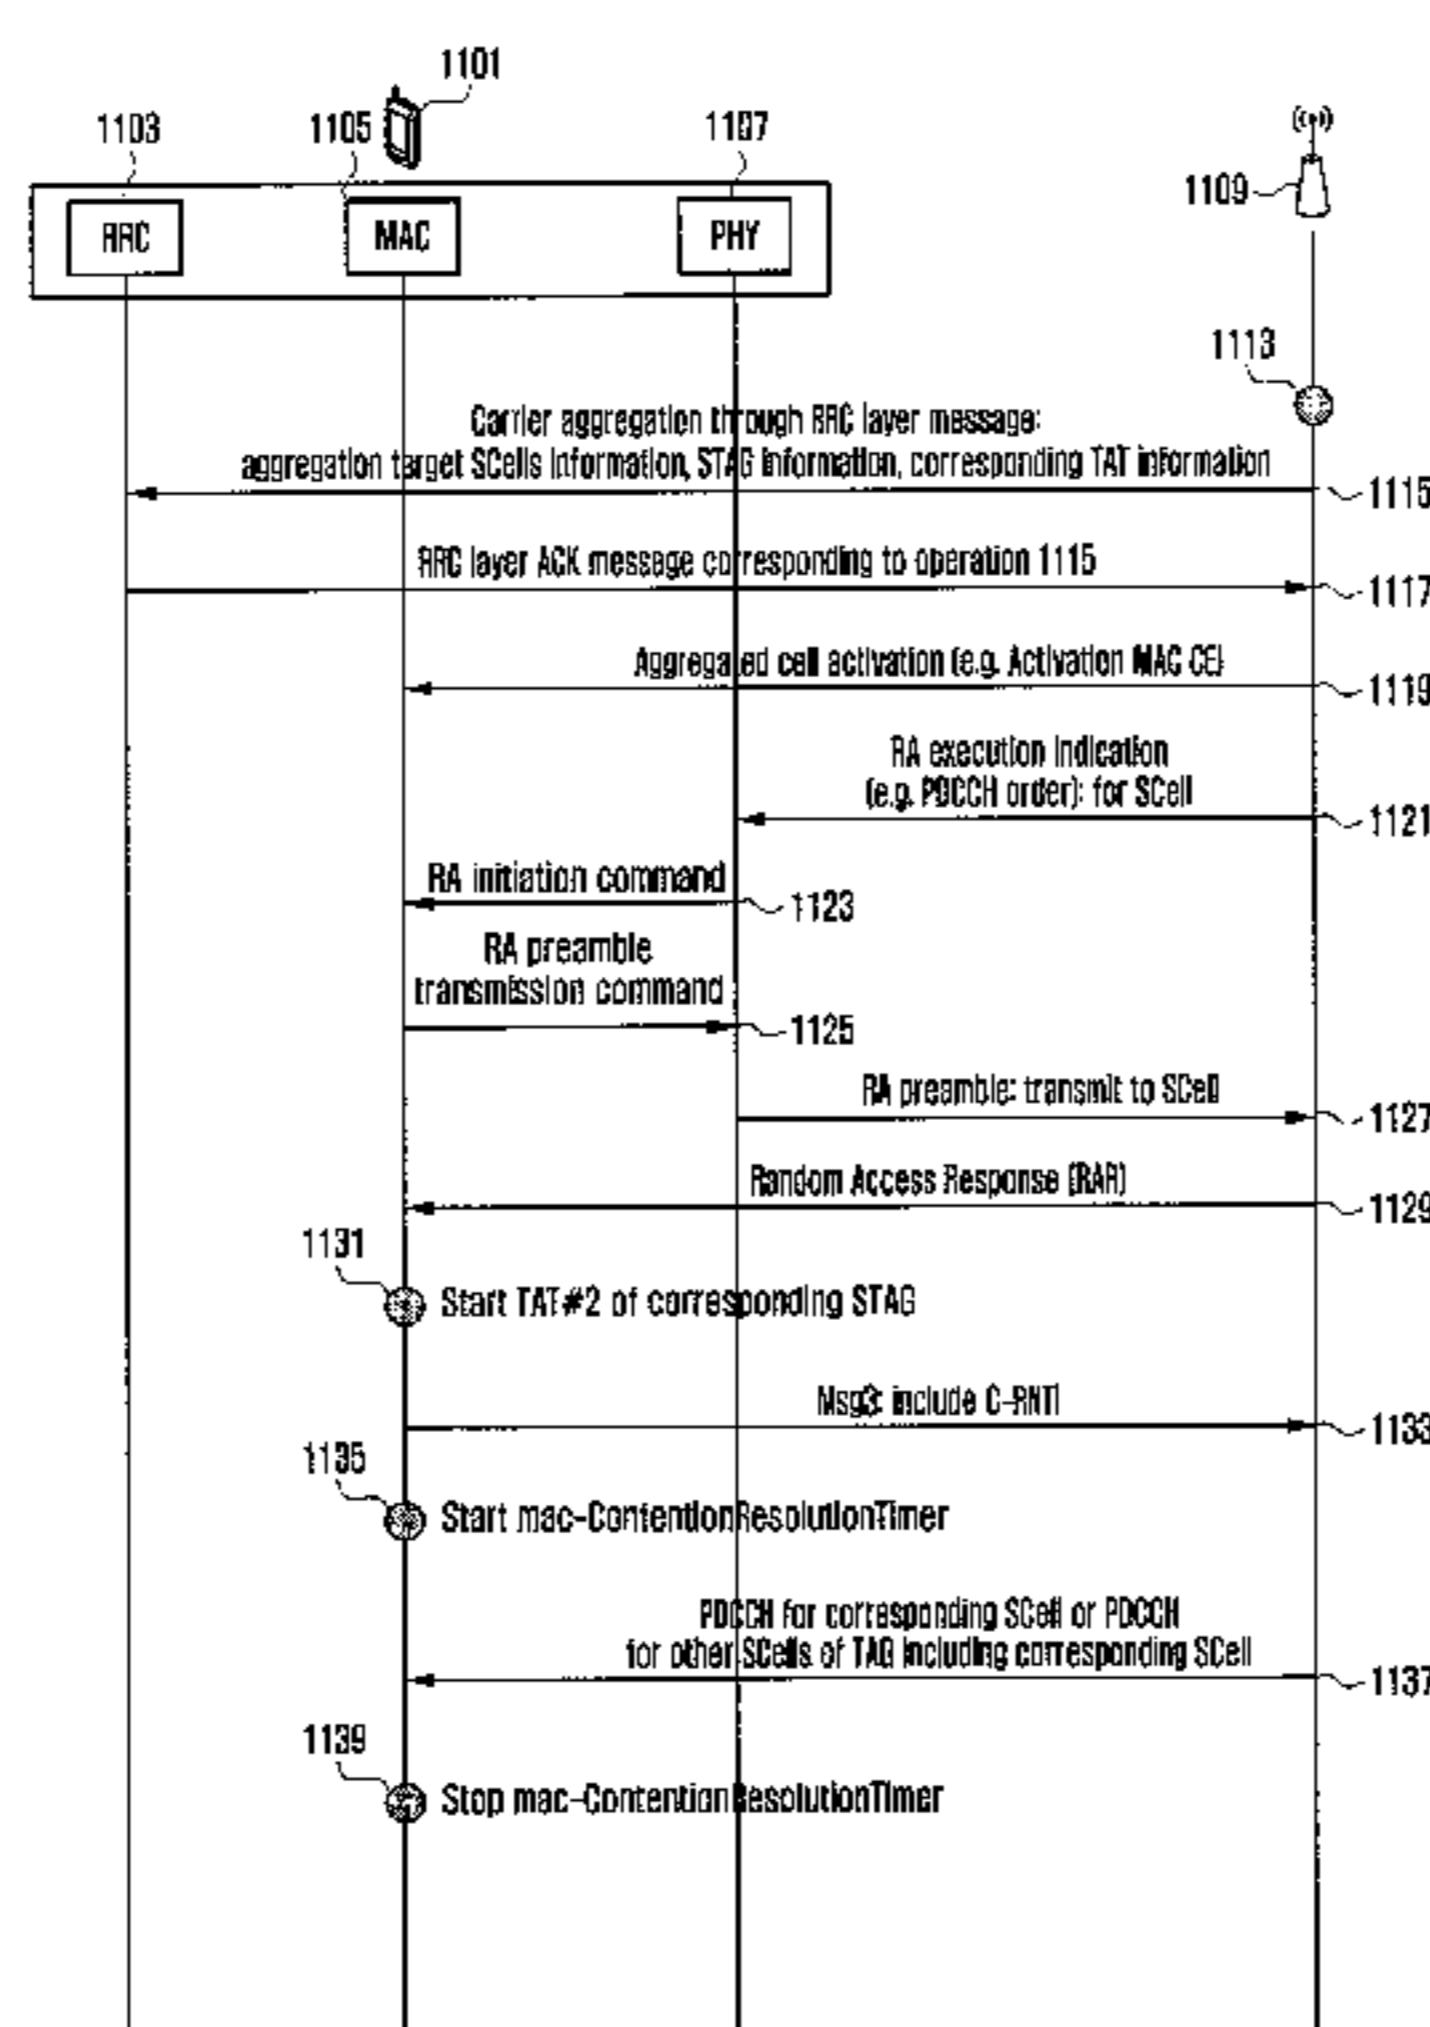 1101
1103
1105
1107
1109
RRC
MAC
PHY
1113
Carrier aggregation through RRC layer message:
aggregation target SCells information, STAG information, corresponding TAT information
1115
RRC layer ACK message corresponding to operation 1115
1117
Aggregated cell activation (e.g. Activation MAC CE)
1119
RA execution indication
(e.g. PDCCH order): for SCell
1121
RA initiation command
1123
RA preamble
transmission command
1125
RA preamble: transmit to SCell
1127
Random Access Response (RAR)
1129
1131
Start TAT#2 of corresponding STAG
Msg3: include C-RNTI
1133
1135
Start mac-ContentionResolutionTimer
PDCCH for corresponding SCell or PDCCH
for other SCells of TAG including corresponding SCell
1137
1139
Stop mac-ContentionResolutionTimer